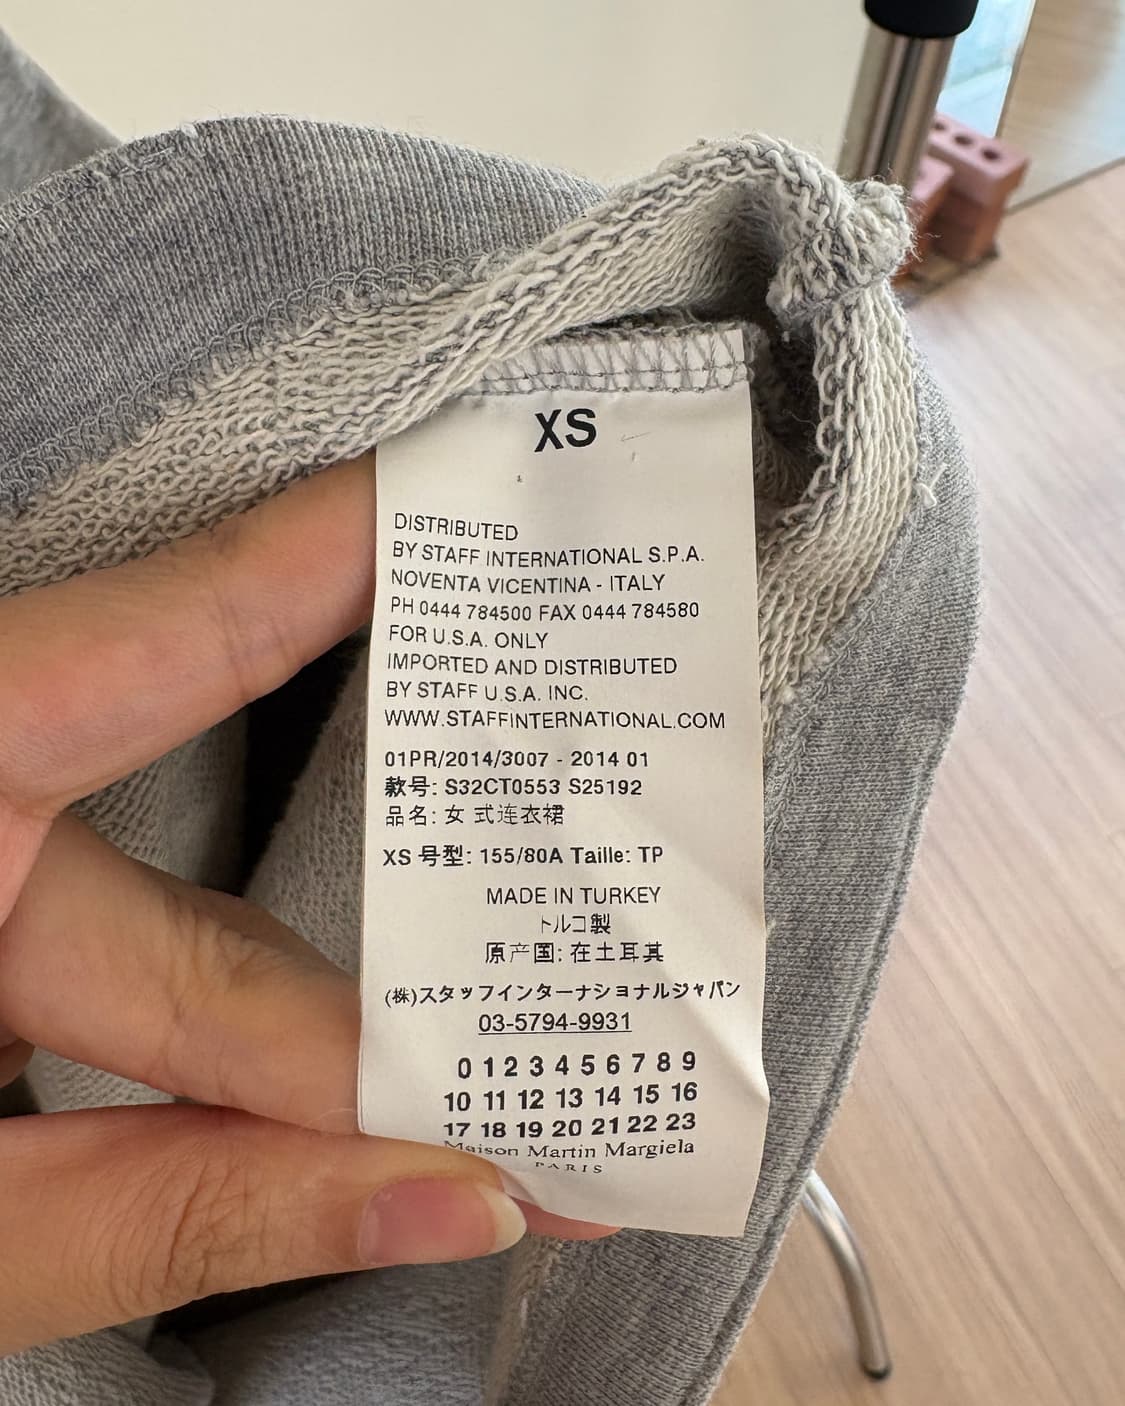 XS
DISTRIBUTED
BY STAFF INTERNATIONAL S.P.A.
NOVENTA VICENTINA - ITALY
PH 0444 784500 FAX 0444 784580
FOR U.S.A. ONLY
IMPORTED AND DISTRIBUTED
BY STAFF U.S.A. INC.
WWW.STAFFINTERNATIONAL.COM
01PR/2014/3007 - 2014 01
款号: S32CT0553 S25192
品名: 女 式连衣裙
XS 号型: 155/80A Taille: TP
MADE IN TURKEY
トルコ製
原产国: 在土耳其
(株)スタッフインターナショナルジャパン
03-5794-9931
0 1 2 3 4 5 6 7 8 9
10 11 12 13 14 15 16
17 18 19 20 21 22 23
Maison Martin Margiela
PARIS